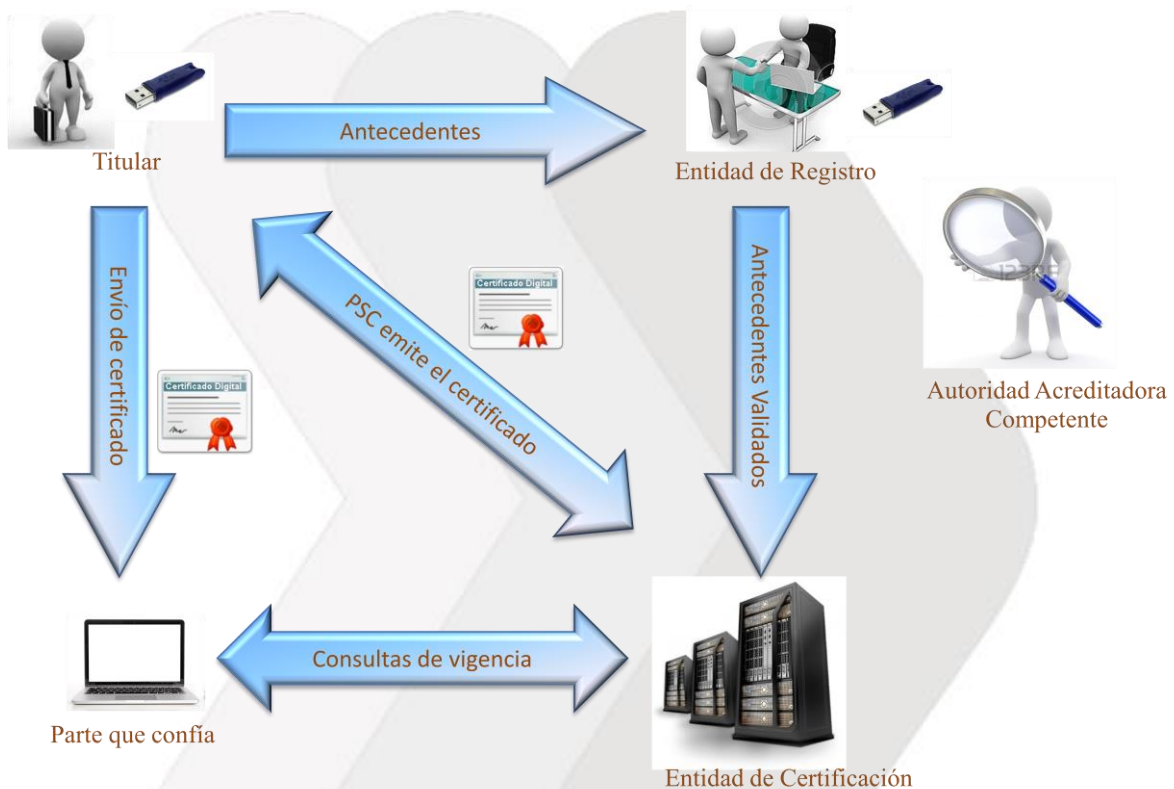 Antecedentes
Titular
Entidad de Registro
Envío de certificado
Certificado Digital
PSC emite el certificado
Certificado Digital
Antecedentes Validados
123RF
Autoridad Acreditadora
Competente
Consultas de vigencia
Parte que confía
Entidad de Certificación